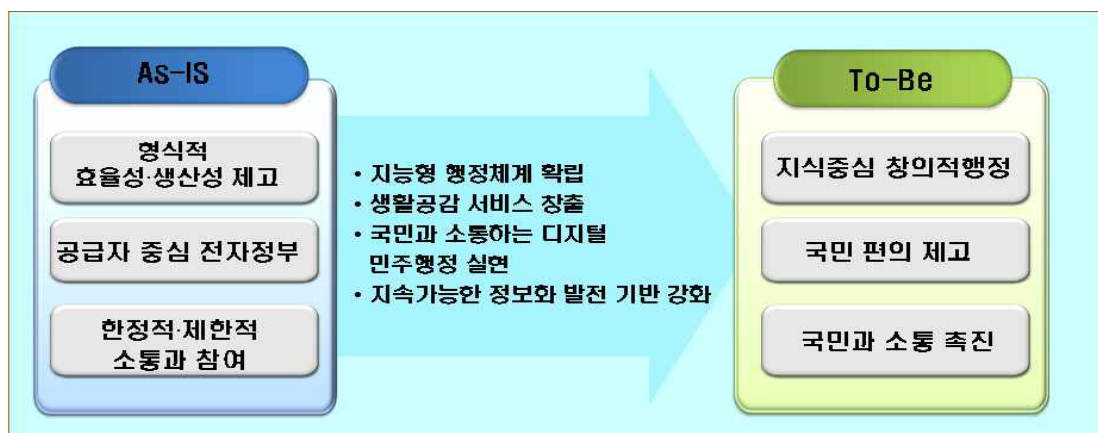 As-IS
형식적
효율성·생산성 제고
공급자 중심 전자정부
한정적·제한적
소통과 참여
• 지능형 행정체계 확립
• 생활공감 서비스 창출
• 국민과 소통하는 디지털
민주행정 실현
• 지속가능한 정보화 발전 기반 강화
To-Be
지식중심 창의적행정
국민 편의 제고
국민과 소통 촉진